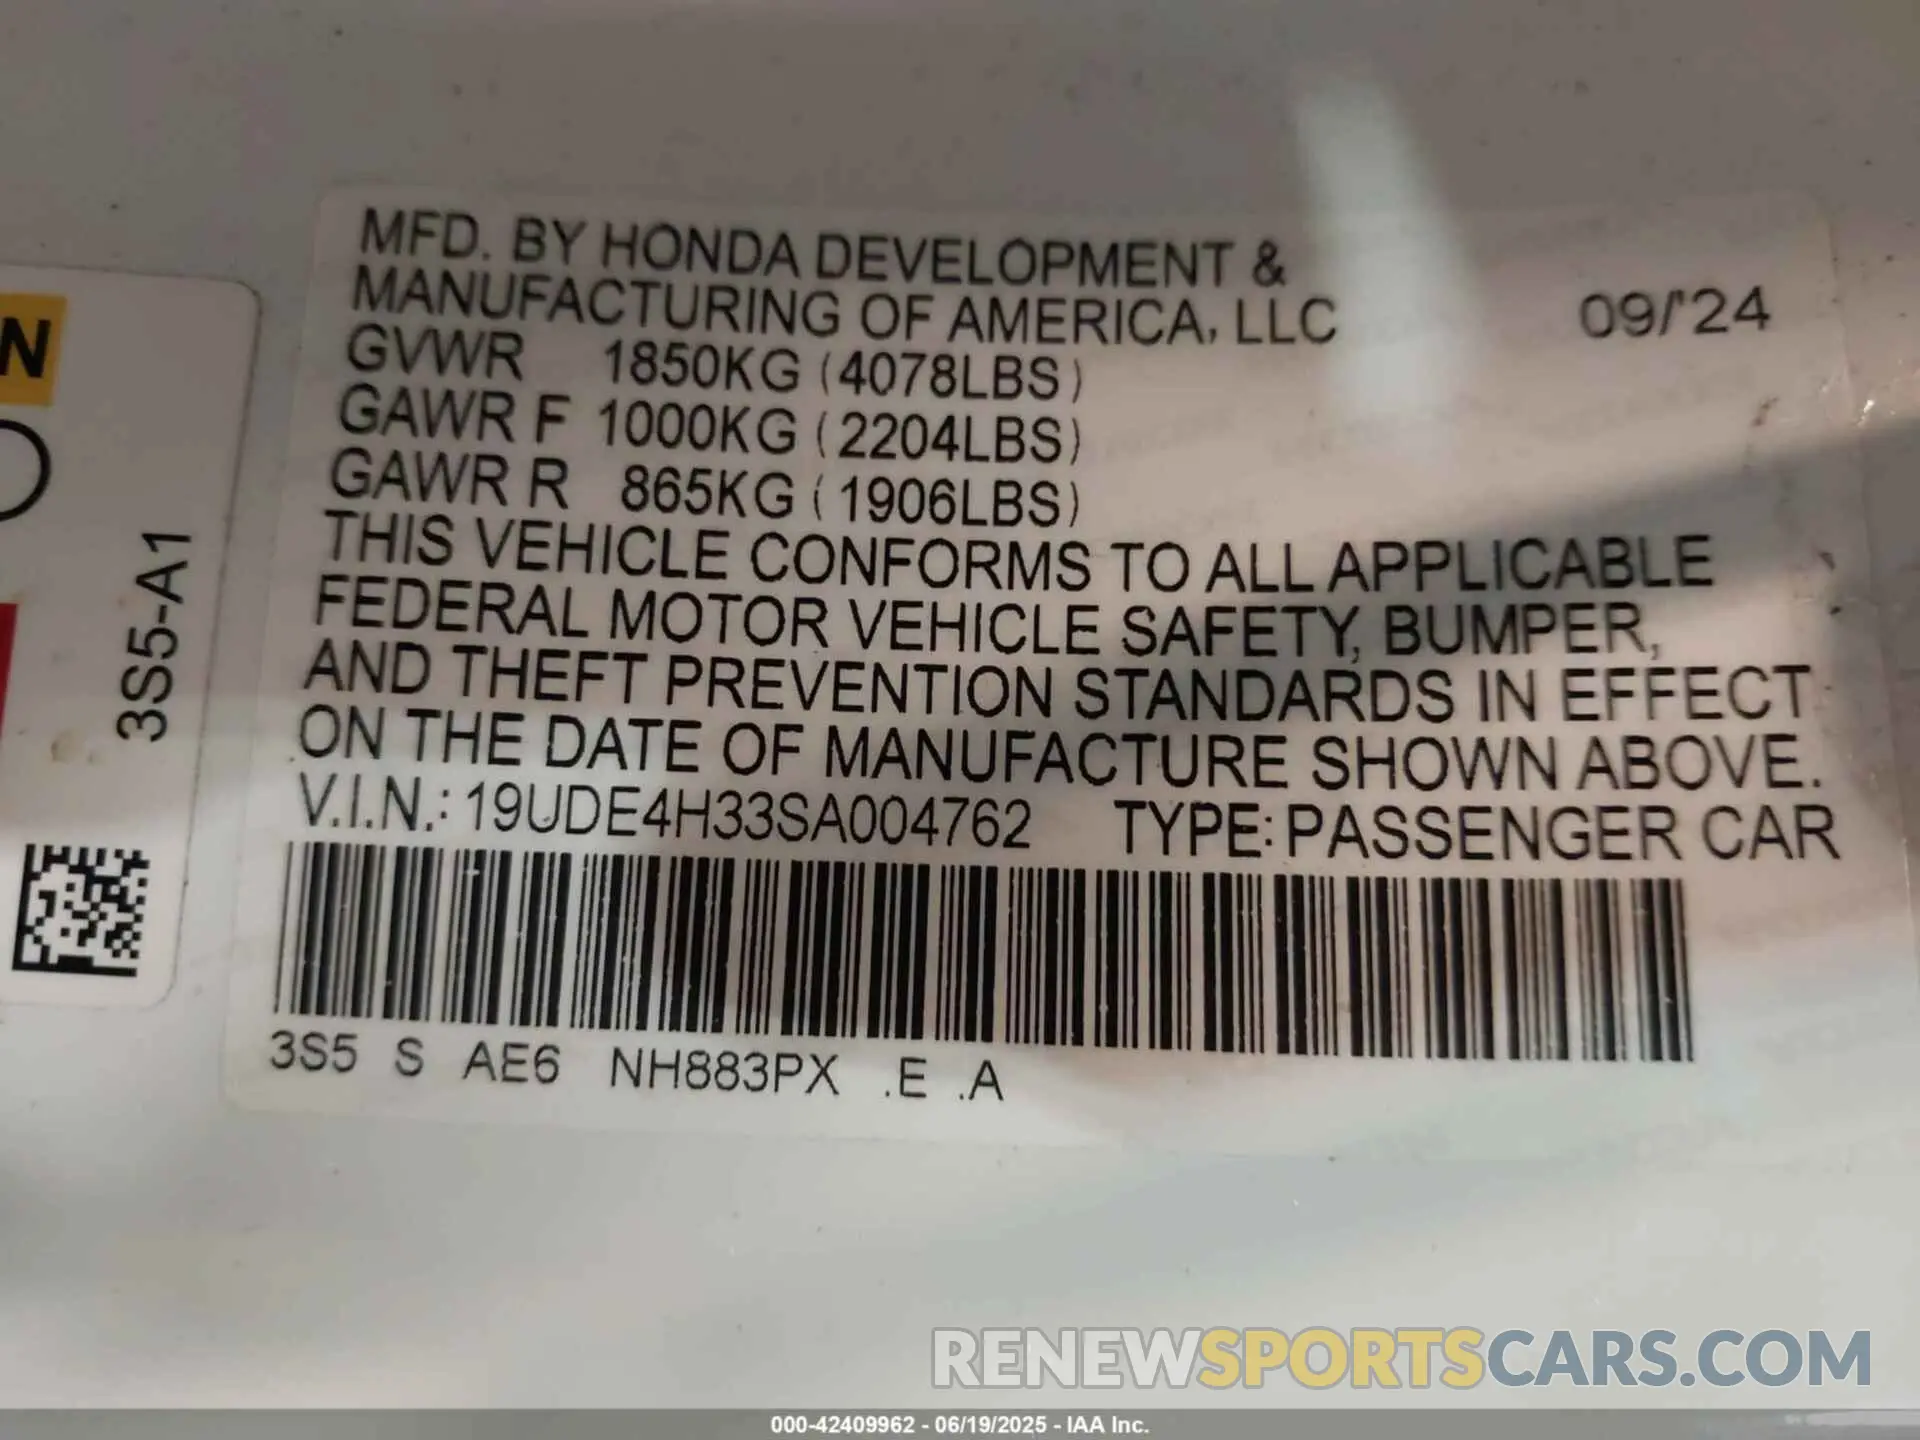 MFD. BY HONDA DEVELOPMENT &
MANUFACTURING OF AMERICA, LLC 09/'24
GVWR 1850KG (4078LBS)
GAWR F 1000KG (2204LBS)
GAWR R 865KG (1906LBS)
THIS VEHICLE CONFORMS TO ALL APPLICABLE
FEDERAL MOTOR VEHICLE SAFETY, BUMPER,
AND THEFT PREVENTION STANDARDS IN EFFECT
ON THE DATE OF MANUFACTURE SHOWN ABOVE.
V.I.N.: 19UDE4H33SA004762 TYPE: PASSENGER CAR
3S5 S AE6 NH883PX .E .A
N
3S5-A1
RENEWSPORTSCARS.COM
000-42409962 - 06/19/2025 - IAA Inc.